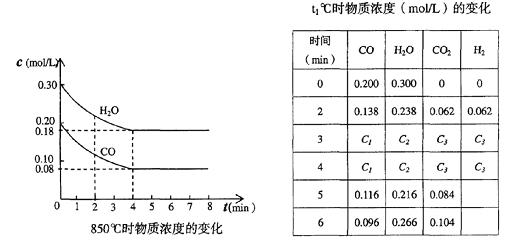 t₁℃时物质浓度（mol/L）的变化
c (mol/L)
0.30
0.20
0.18
0.10
0.08
H₂O
CO
0 1 2 3 4 5 6 7 8 t(min)
850℃时物质浓度的变化
时间（min） CO H₂O CO₂ H₂
0 0.200 0.300 0 0
2 0.138 0.238 0.062 0.062
3 C₁ C₂ C₃ C₃
4 C₁ C₂ C₃ C₃
5 0.116 0.216 0.084
6 0.096 0.266 0.104